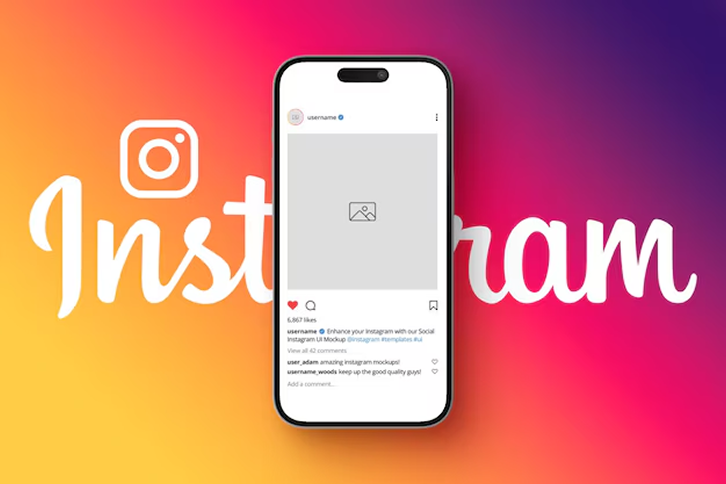 Inst ram
username
6,867 likes
username Enhance your Instagram with our Social
Instagram UI Mockup @instagram #templates #ui
View all 42 comments
user_adam amazing instagram mockups!
username_woods keep up the good quality guys!
Add a comment...